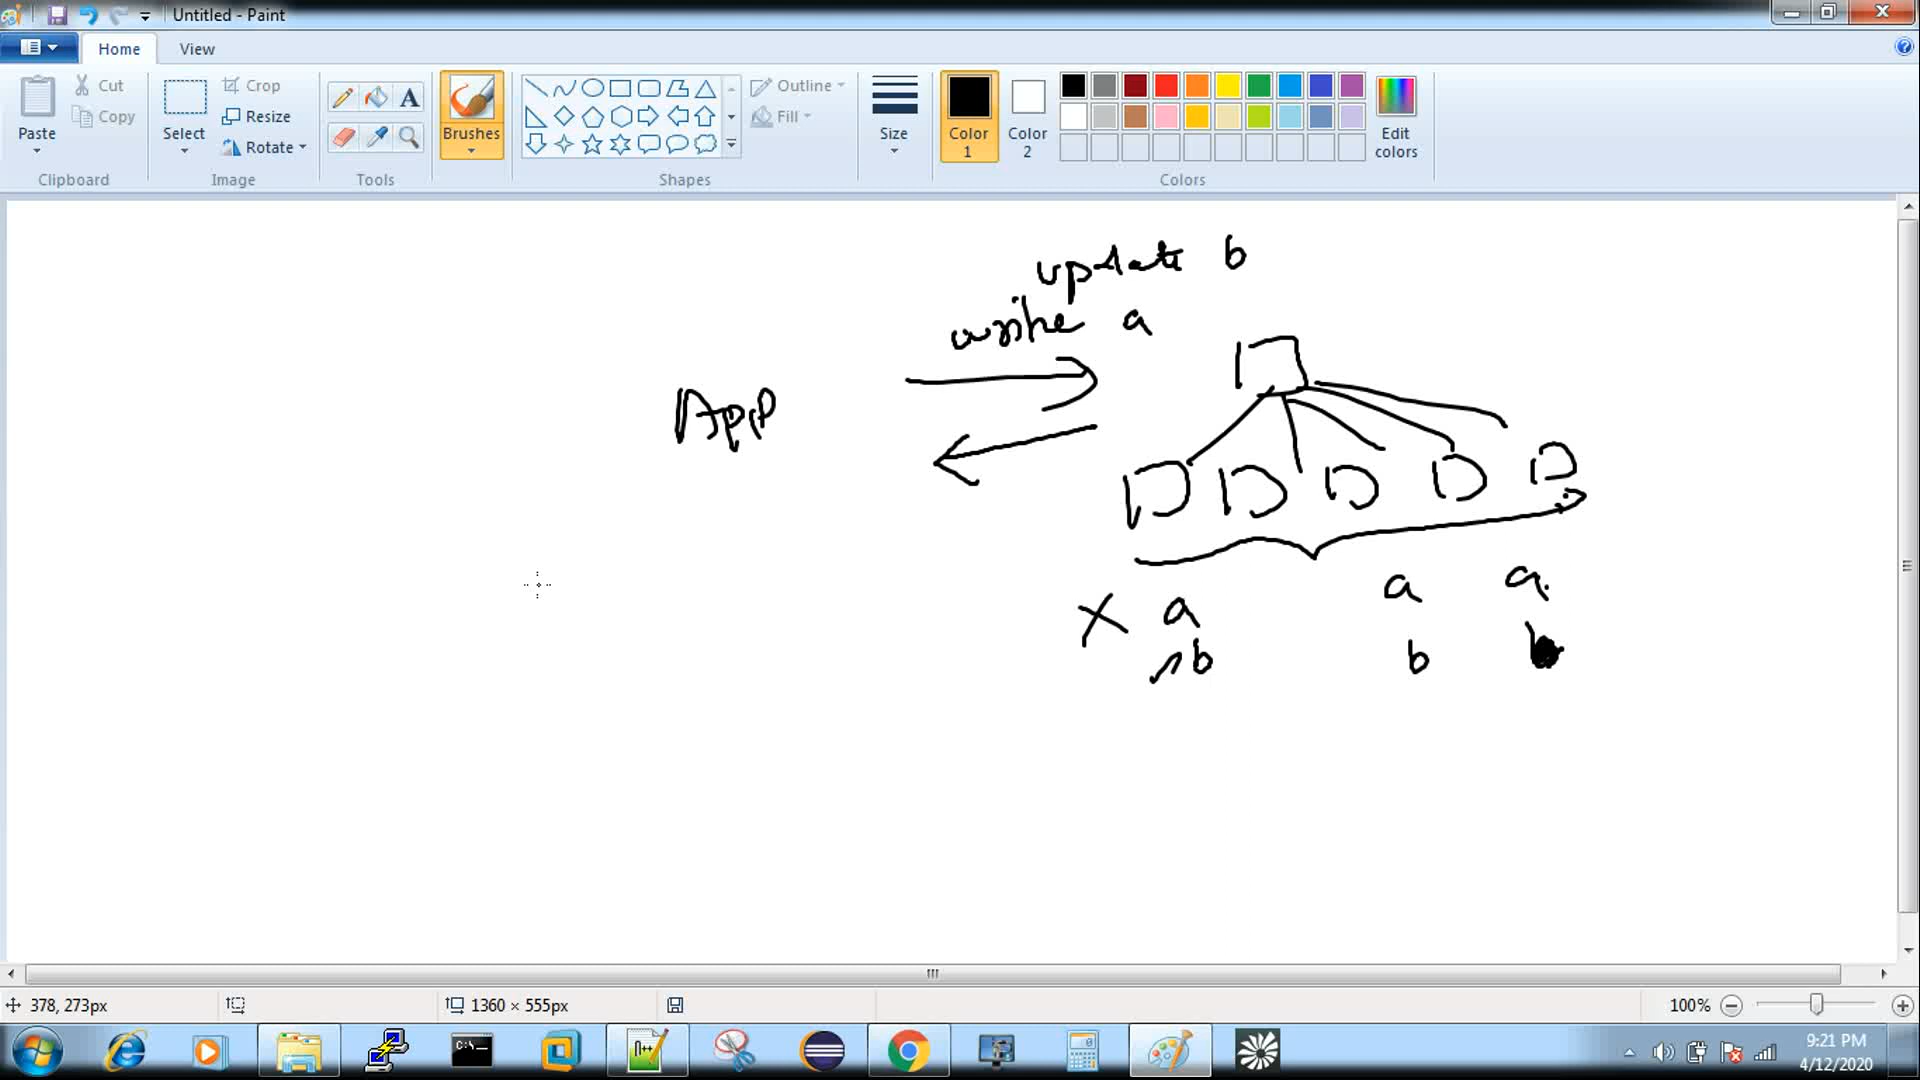 Untitled - Paint
Home
View
Paste
Cut
Copy
Clipboard
Select
Crop
Resize
Rotate
Image
Tools
Brushes
Shapes
Outline
Fill
Size
Color 1
Color 2
Edit colors
Colors
update b
write a
App
X a a a
b b b
378, 273px
1360 × 555px
100%
9:21 PM
4/12/2020